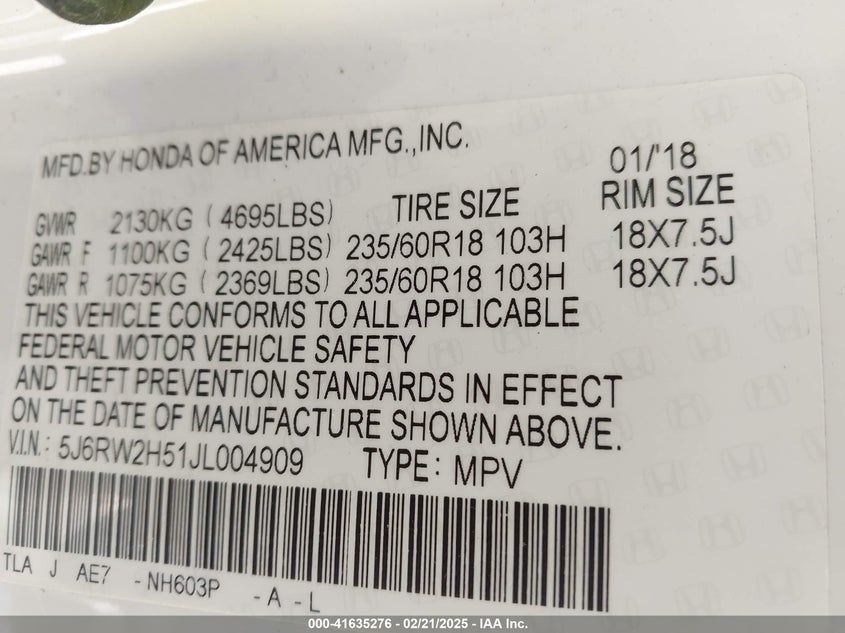 MFD.BY HONDA OF AMERICA MFG.,INC. 01/'18
TIRE SIZE RIM SIZE
GVWR 2130KG ( 4695LBS)
GAWR F 1100KG ( 2425LBS) 235/60R18 103H 18X7.5J
GAWR R 1075KG ( 2369LBS) 235/60R18 103H 18X7.5J
THIS VEHICLE CONFORMS TO ALL APPLICABLE
FEDERAL MOTOR VEHICLE SAFETY
AND THEFT PREVENTION STANDARDS IN EFFECT
ON THE DATE OF MANUFACTURE SHOWN ABOVE.
V.I.N.: 5J6RW2H51JL004909 TYPE: MPV
TLA J AE7 -NH603P -A -L
000-41635276 - 02/21/2025 - IAA Inc.